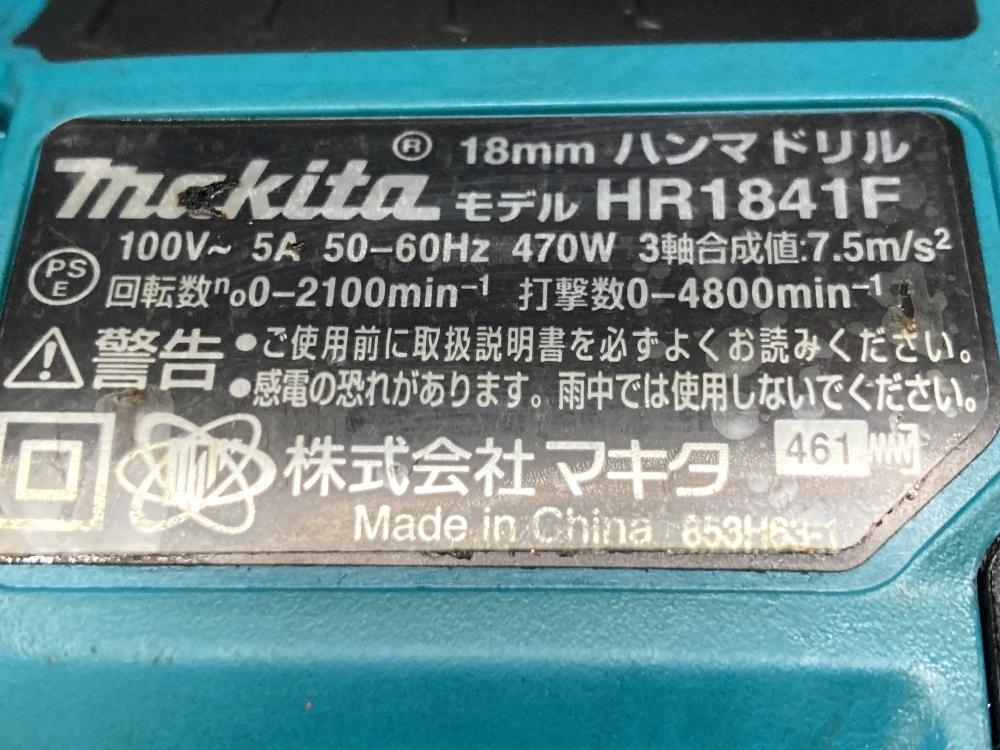 makita ® 18mm ハンマドリル
モデル HR1841F
100V~ 5A 50-60Hz 470W 3軸合成値:7.5m/s²
PS E 回転数n₀0-2100min⁻¹ 打撃数0-4800min⁻¹
警告 •ご使用前に取扱説明書を必ずよくお読みください。
•感電の恐れがあります。雨中では使用しないでください。
株式会社マキタ 461
Made in China 853H63-1